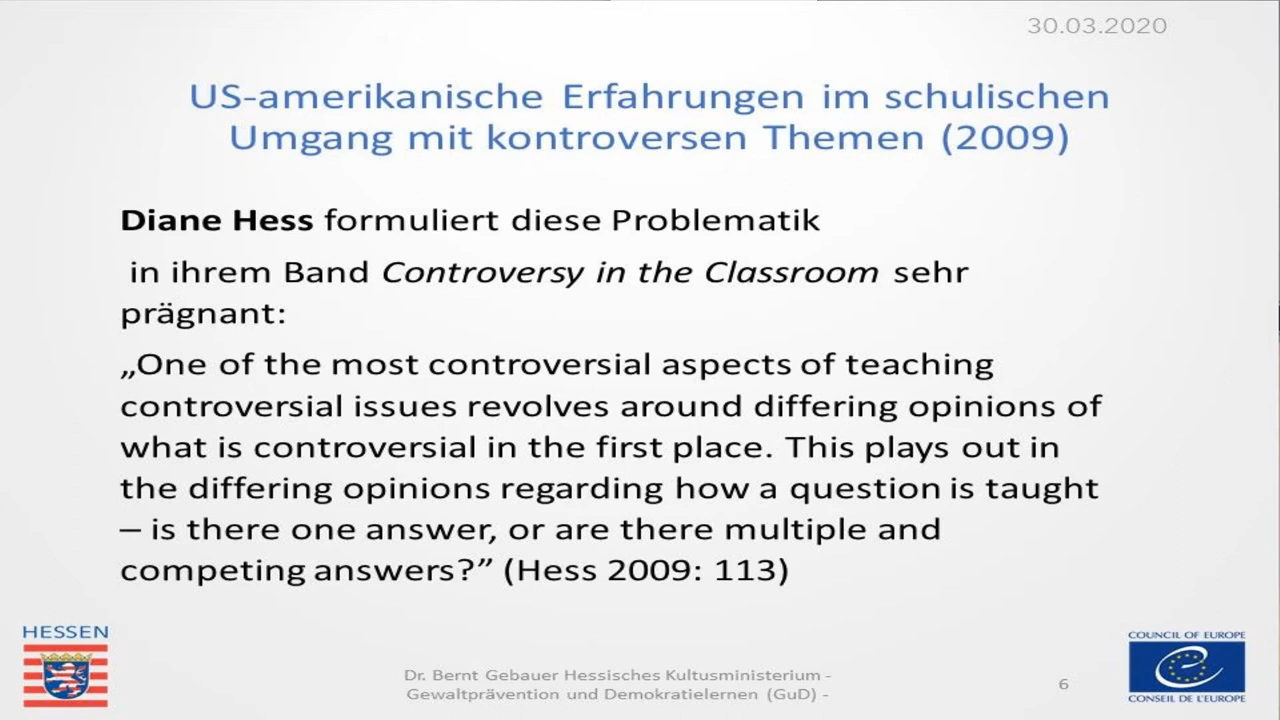 30.03.2020
US-amerikanische Erfahrungen im schulischen
Umgang mit kontroversen Themen (2009)
Diane Hess formuliert diese Problematik
in ihrem Band Controversy in the Classroom sehr
prägnant:
„One of the most controversial aspects of teaching
controversial issues revolves around differing opinions of
what is controversial in the first place. This plays out in
the differing opinions regarding how a question is taught
– is there one answer, or are there multiple and
competing answers?” (Hess 2009: 113)
HESSEN
Dr. Bernt Gebauer Hessisches Kultusministerium -
Gewaltprävention und Demokratielernen (GuD) -
6
COUNCIL OF EUROPE
CONSEIL DE L'EUROPE